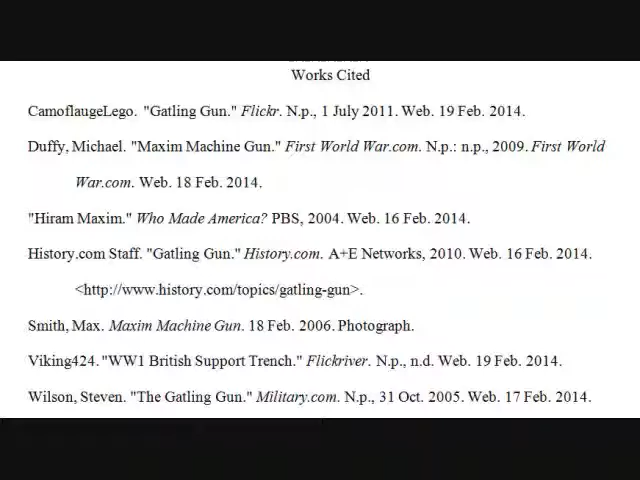 Works Cited
CamoflaugeLego. "Gatling Gun." Flickr. N.p., 1 July 2011. Web. 19 Feb. 2014.
Duffy, Michael. "Maxim Machine Gun." First World War.com. N.p.: n.p., 2009. First World
War.com. Web. 18 Feb. 2014.
"Hiram Maxim." Who Made America? PBS, 2004. Web. 16 Feb. 2014.
History.com Staff. "Gatling Gun." History.com. A+E Networks, 2010. Web. 16 Feb. 2014.
<http://www.history.com/topics/gatling-gun>.
Smith, Max. Maxim Machine Gun. 18 Feb. 2006. Photograph.
Viking424. "WW1 British Support Trench." Flickriver. N.p., n.d. Web. 19 Feb. 2014.
Wilson, Steven. "The Gatling Gun." Military.com. N.p., 31 Oct. 2005. Web. 17 Feb. 2014.